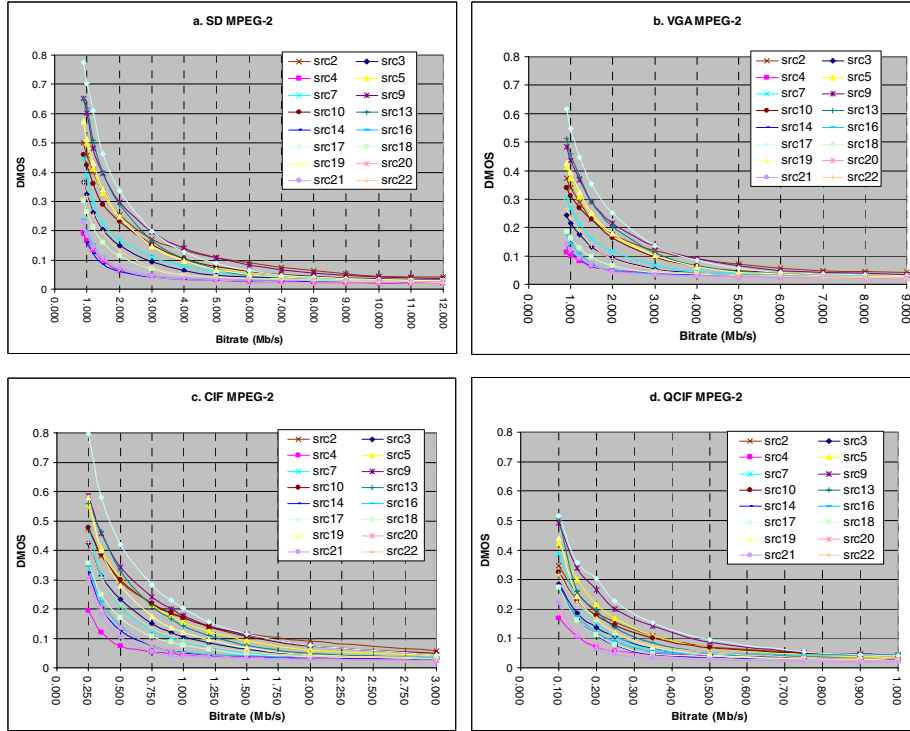 a. SD MPEG-2
DMOS
0.8
0.7
0.6
0.5
0.4
0.3
0.2
0.1
0
src2 src3
src4 src5
src7 src9
src10 src13
src14 src16
src17 src18
src19 src20
src21 src22
0.000 1.000 2.000 3.000 4.000 5.000 6.000 7.000 8.000 9.000 10.000 11.000 12.000
Bitrate (Mb/s)
b. VGA MPEG-2
DMOS
0.8
0.7
0.6
0.5
0.4
0.3
0.2
0.1
0
src2 src3
src4 src5
src7 src9
src10 src13
src14 src16
src17 src18
src19 src20
src21 src22
0.000 1.000 2.000 3.000 4.000 5.000 6.000 7.000 8.000 9.000
Bitrate (Mb/s)
c. CIF MPEG-2
DMOS
0.8
0.7
0.6
0.5
0.4
0.3
0.2
0.1
0
src2 src3
src4 src5
src7 src9
src10 src13
src14 src16
src17 src18
src19 src20
src21 src22
0.000 0.250 0.500 0.750 1.000 1.250 1.500 1.750 2.000 2.250 2.500 2.750 3.000
Bitrate (Mb/s)
d. QCIF MPEG-2
DMOS
0.8
0.7
0.6
0.5
0.4
0.3
0.2
0.1
0
src2 src3
src4 src5
src7 src9
src10 src13
src14 src16
src17 src18
src19 src20
src21 src22
0.000 0.100 0.200 0.300 0.400 0.500 0.600 0.700 0.800 0.900 1.000
Bitrate (Mb/s)